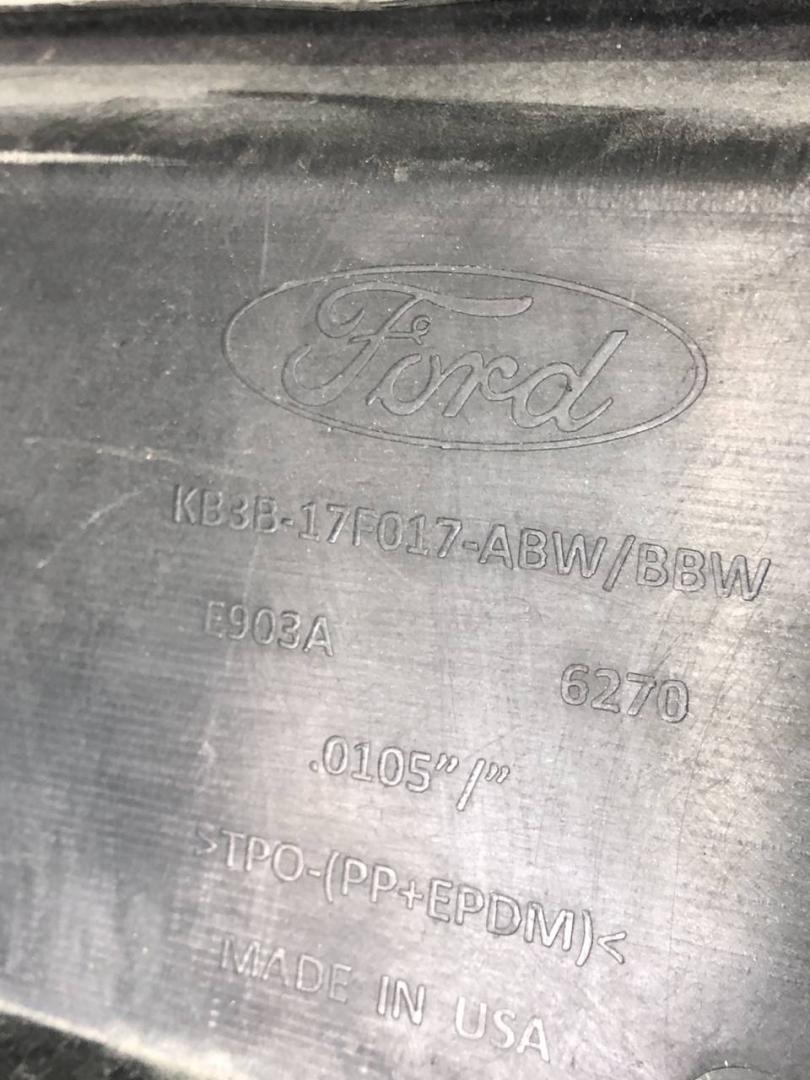 Ford
KB3B-17F017-ABW/BBW
E903A 6270
.0105”/”
>TPO-(PP+EPDM)<
MADE IN USA